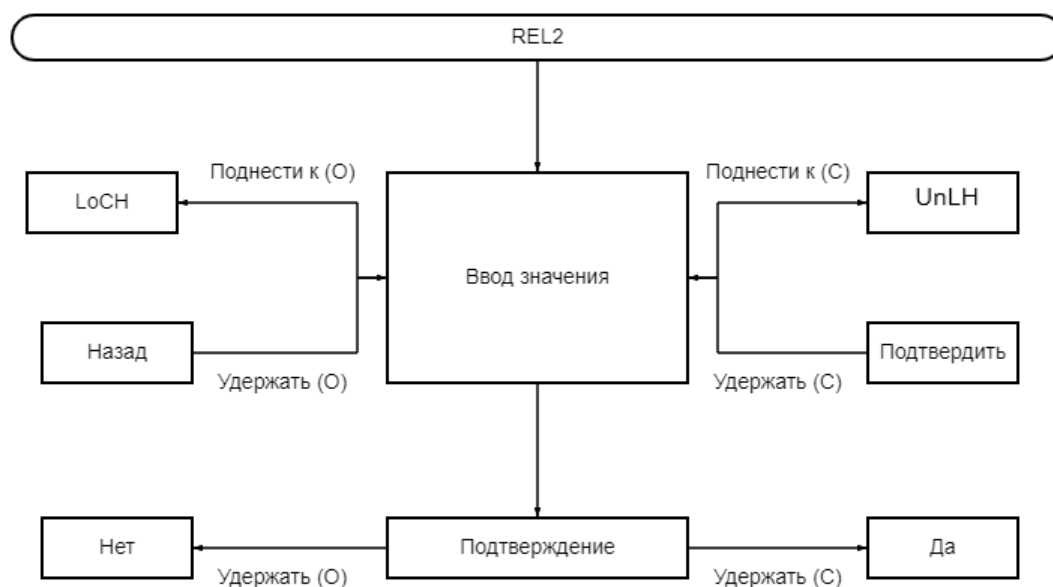 REL2
Поднести к (O)
Поднести к (C)
LoCH
UnLH
Ввод значения
Назад
Подтвердить
Удержать (O)
Удержать (C)
Нет
Подтверждение
Да
Удержать (O)
Удержать (C)